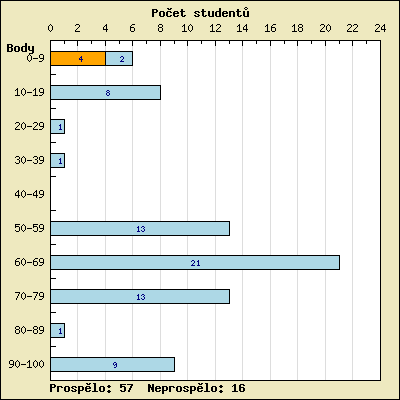 Počet studentů
0 2 4 6 8 10 12 14 16 18 20 22 24
Body
0-9 4 2
10-19 8
20-29 1
30-39 1
40-49
50-59 13
60-69 21
70-79 13
80-89 1
90-100 9
Prospělo: 57 Neprospělo: 16